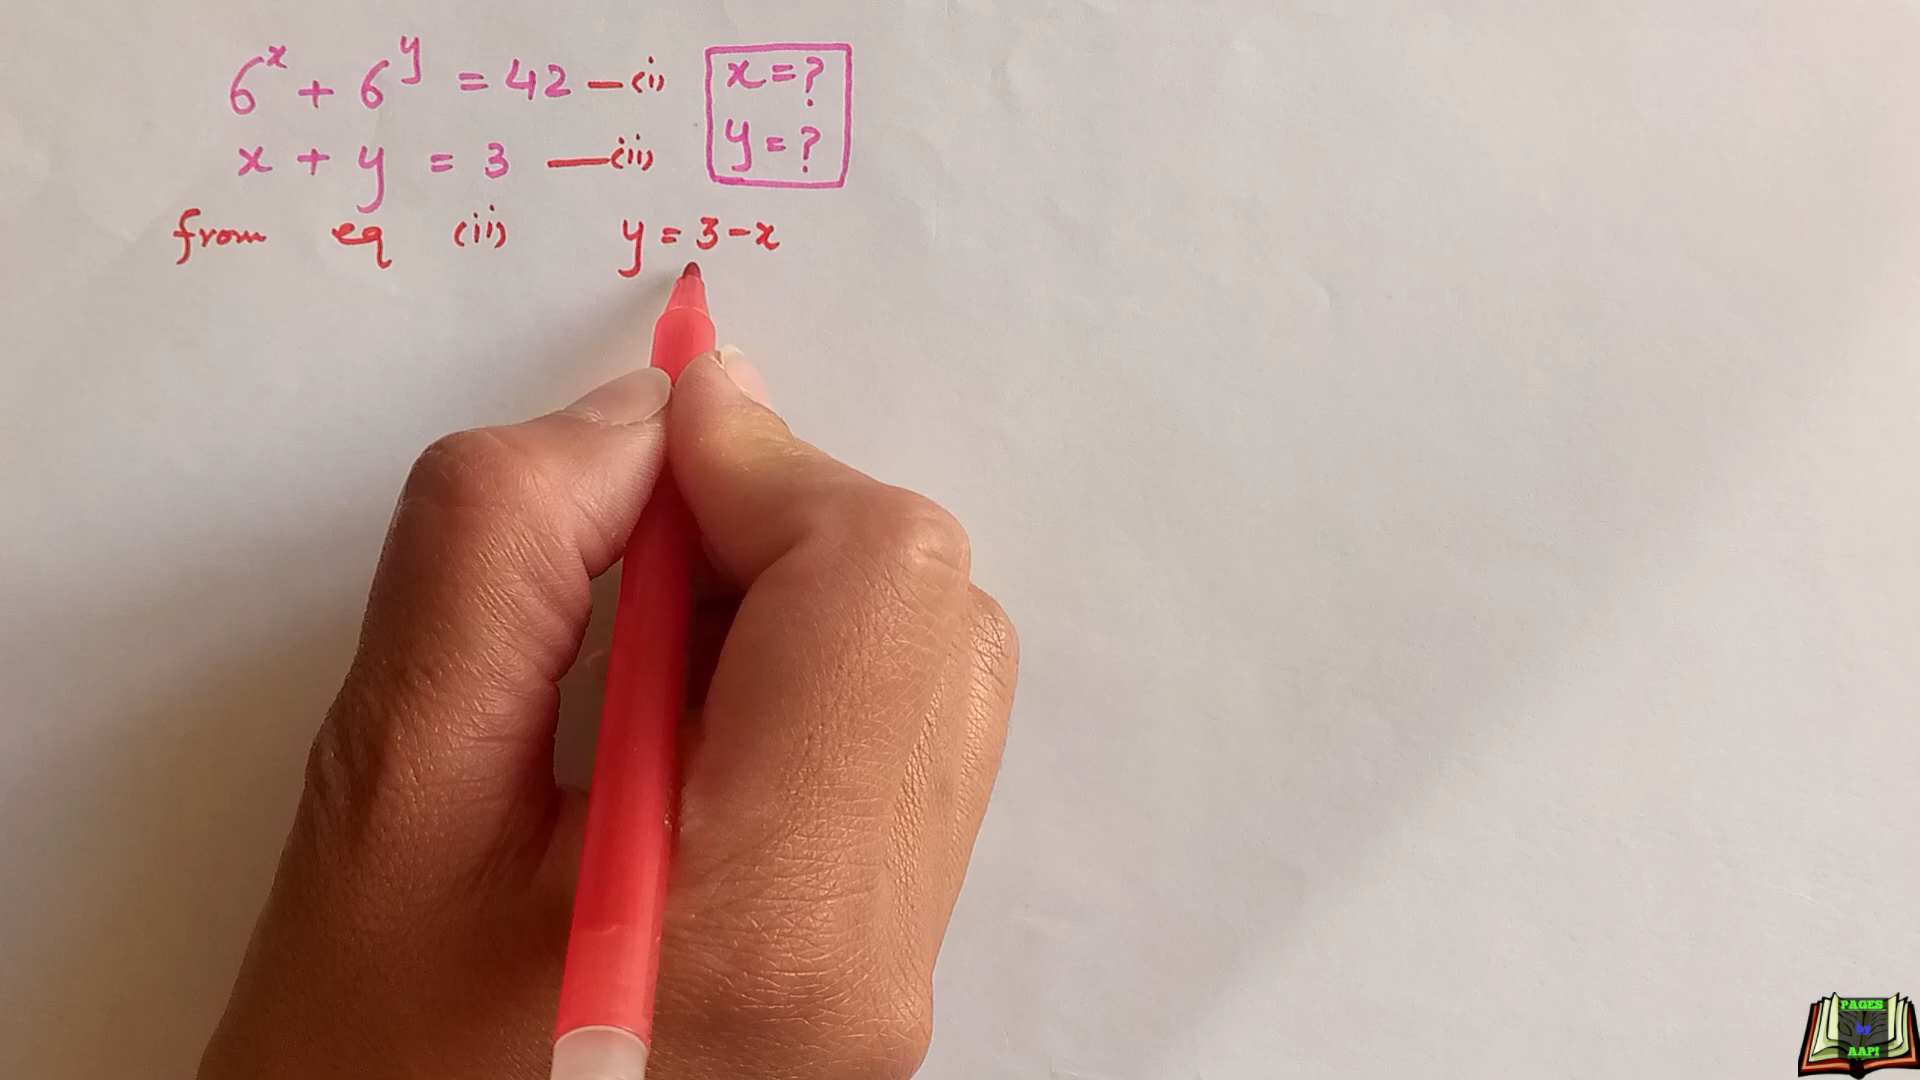 6^x + 6^y = 42 —(i)
x + y = 3 —(ii)
x = ?
y = ?
from eq (ii) y = 3 - x
PAGES
by
AAPI